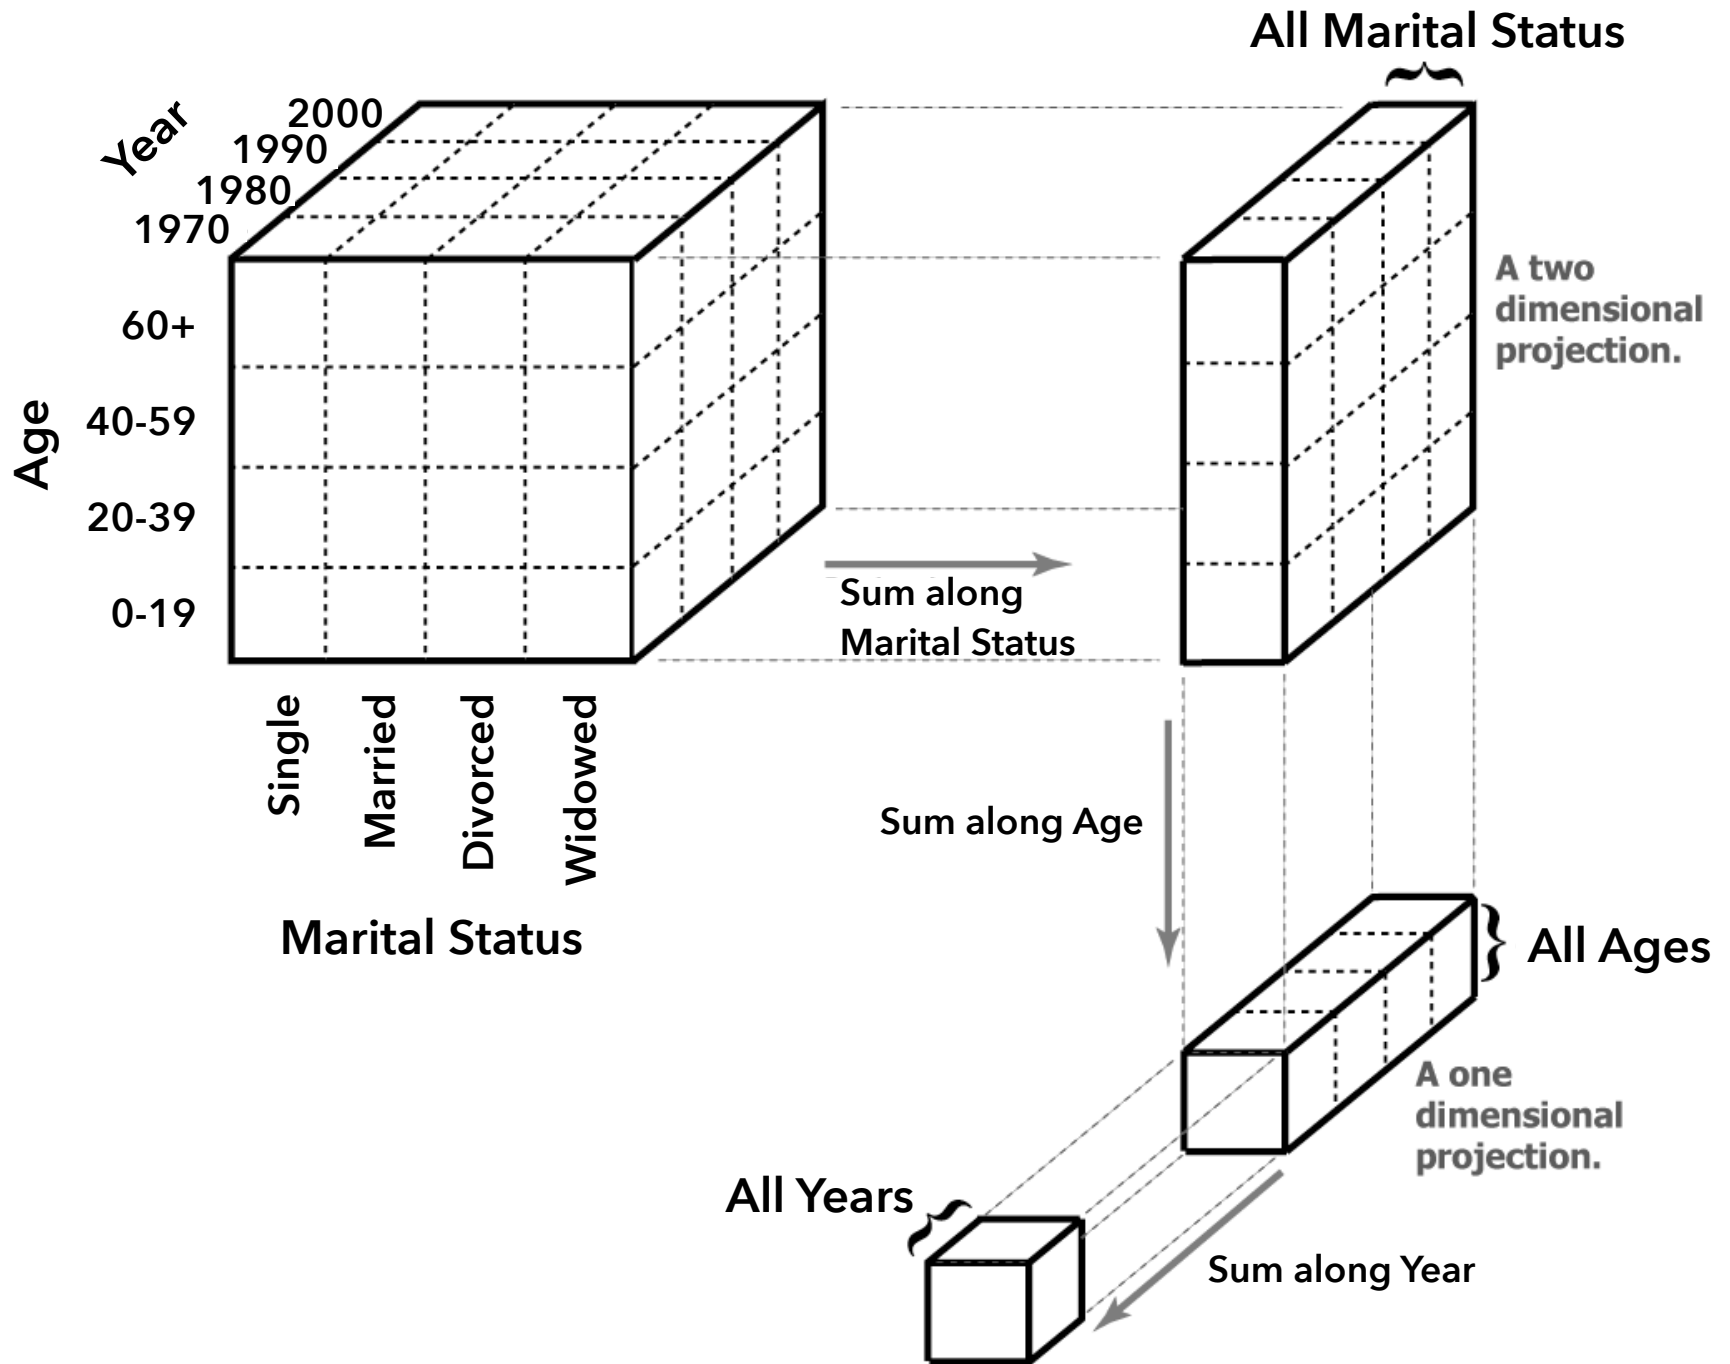 All Marital Status
Year
2000
1990
1980
1970
A two
dimensional
projection.
Age
60+
40-59
20-39
0-19
Sum along
Marital Status
Single
Married
Divorced
Widowed
Marital Status
Sum along Age
All Ages
A one
dimensional
projection.
All Years
Sum along Year